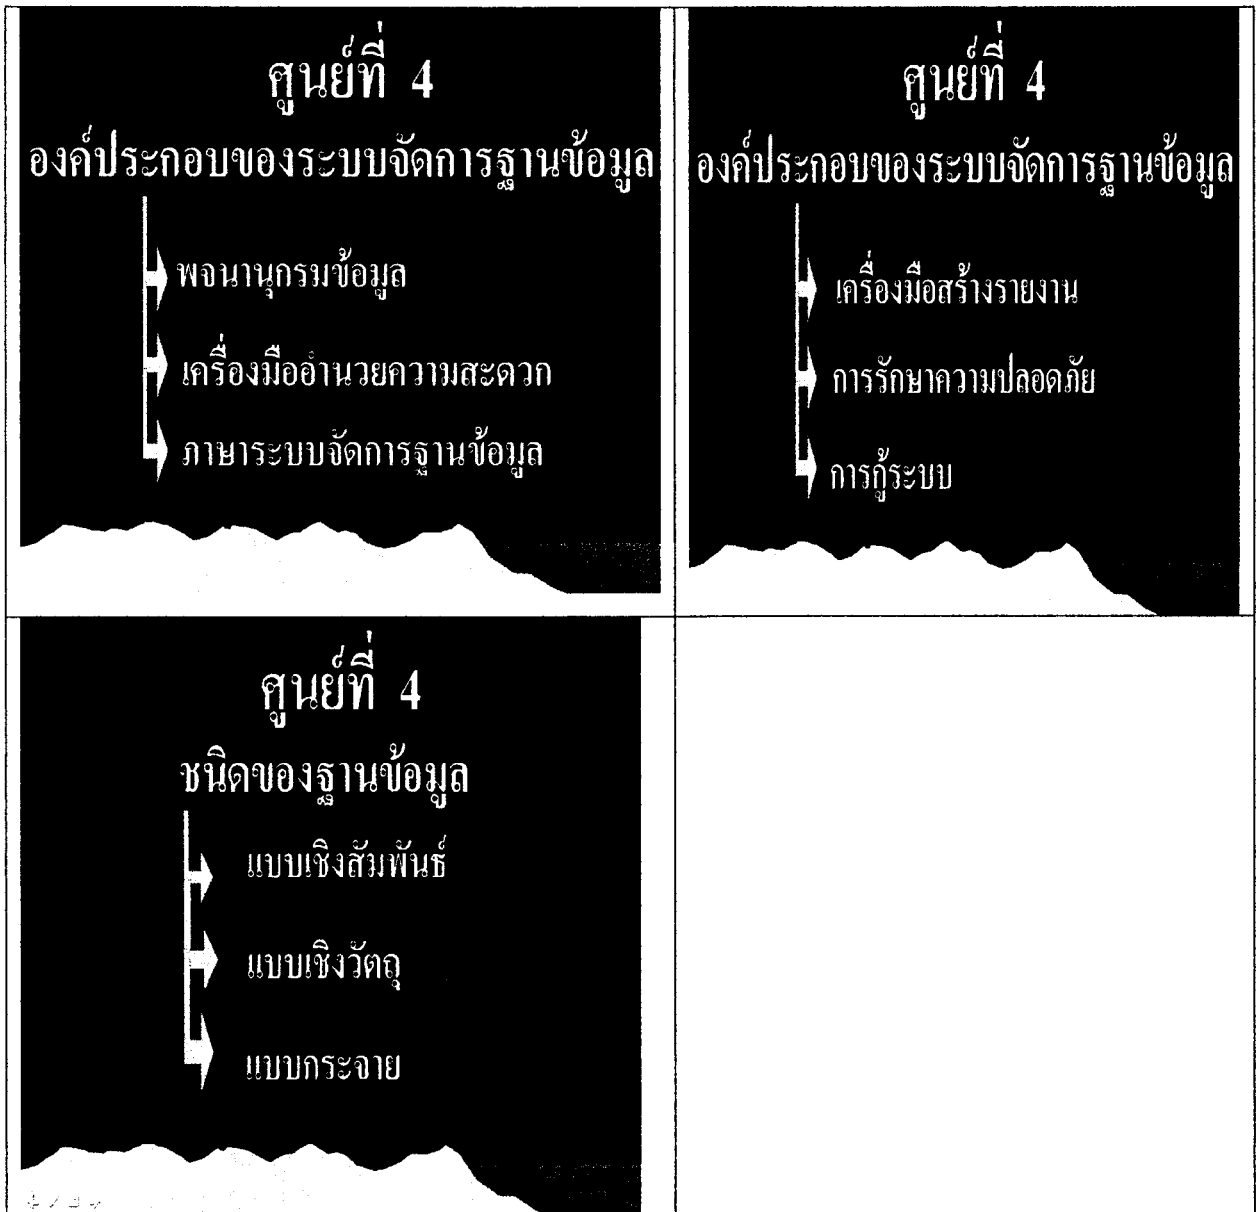 ศูนย์ที่ 4
องค์ประกอบของระบบจัดการฐานข้อมูล
พจนานุกรมข้อมูล
เครื่องมืออำนวยความสะดวก
ภาษาระบบจัดการฐานข้อมูล
ศูนย์ที่ 4
องค์ประกอบของระบบจัดการฐานข้อมูล
เครื่องมือสร้างรายงาน
การรักษาความปลอดภัย
การกู้ระบบ
ศูนย์ที่ 4
ชนิดของฐานข้อมูล
แบบเชิงสัมพันธ์
แบบเชิงวัตถุ
แบบกระจาย